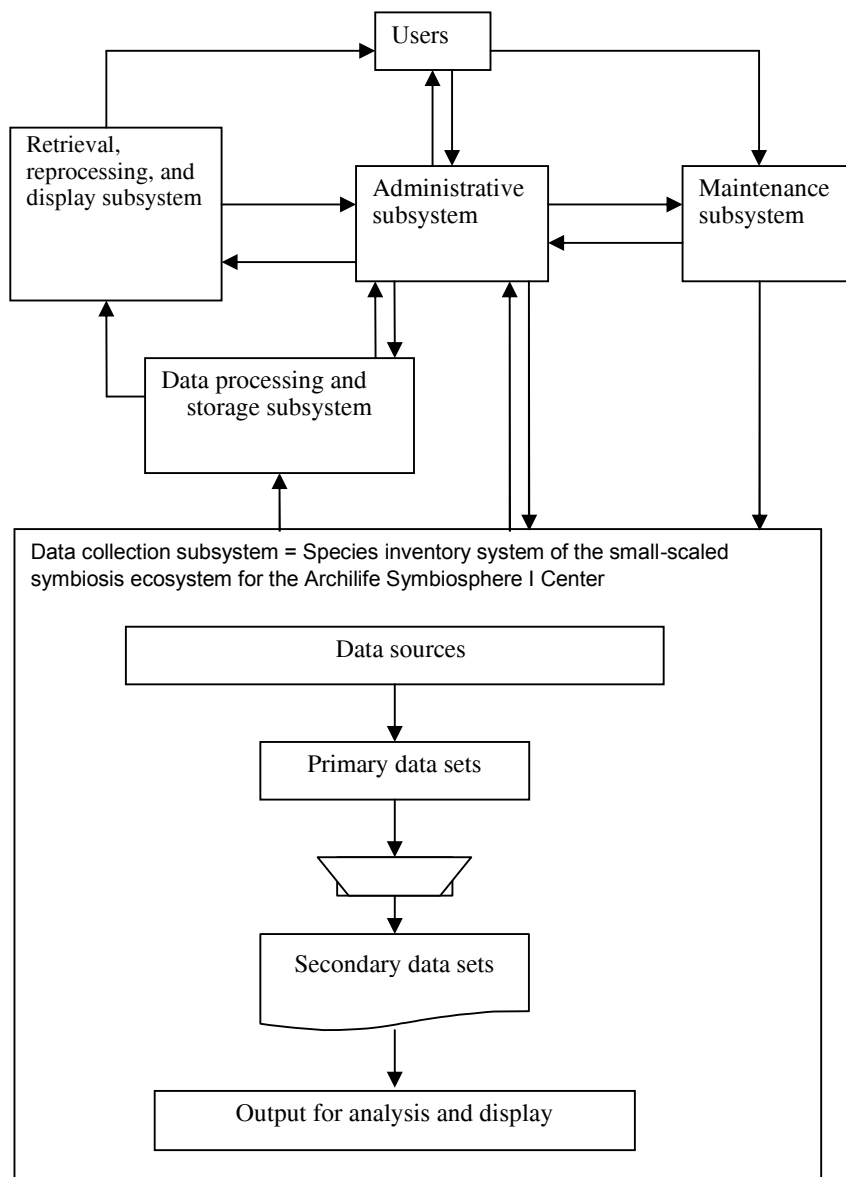 Users
Retrieval,
reprocessing, and
display subsystem
Administrative
subsystem
Maintenance
subsystem
Data processing and
storage subsystem
Data collection subsystem = Species inventory system of the small-scaled
symbiosis ecosystem for the Archilife Symbiosphere I Center
Data sources
Primary data sets
Secondary data sets
Output for analysis and display